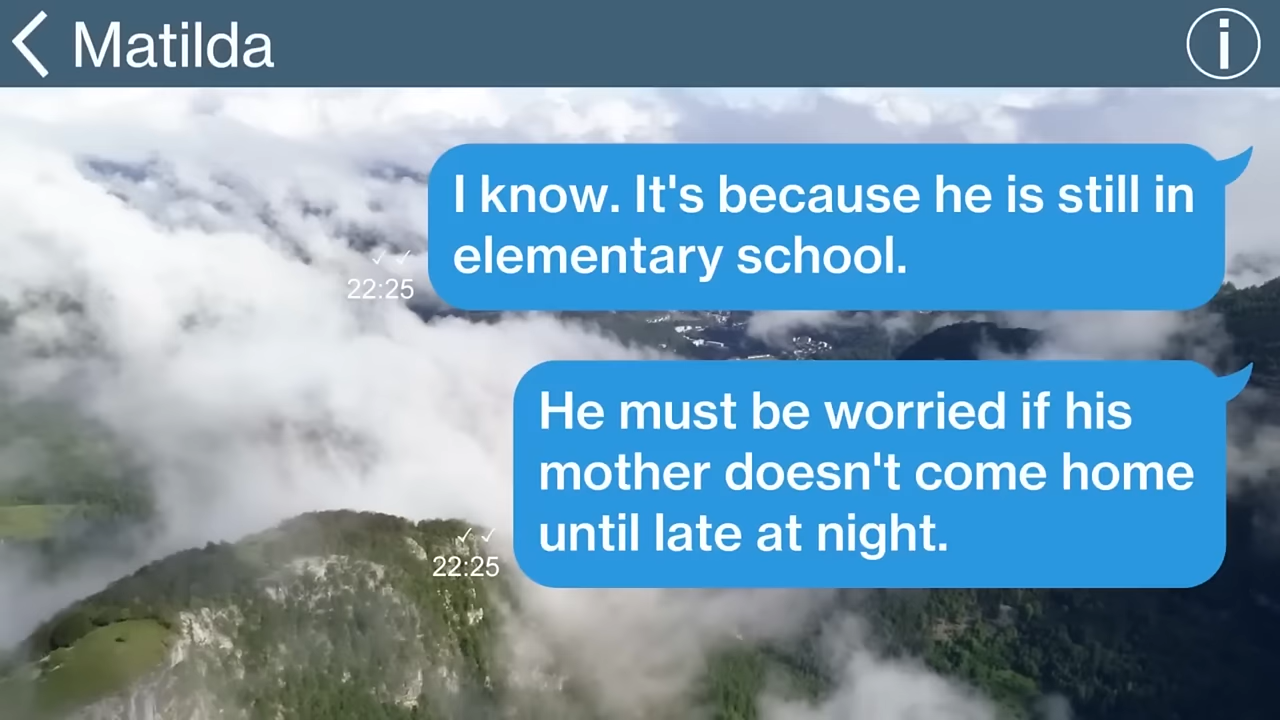 Matilda
I know. It's because he is still in
elementary school.
22:25
He must be worried if his
mother doesn't come home
until late at night.
22:25